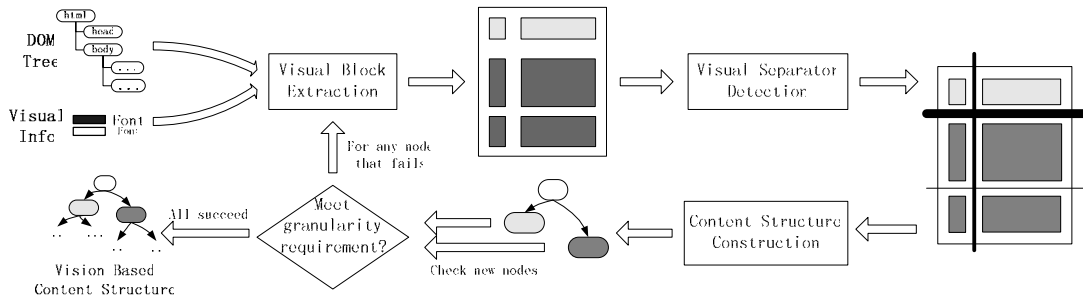 html
head
body
...
...
DOM
Tree
Visual
Info
Font
Font
Visual Block
Extraction
Visual Separator
Detection
For any node
that fails
Meet
granularity
requirement?
All succeed
Check new nodes
Content Structure
Construction
..
...
..
..
Vision Based
Content Structure